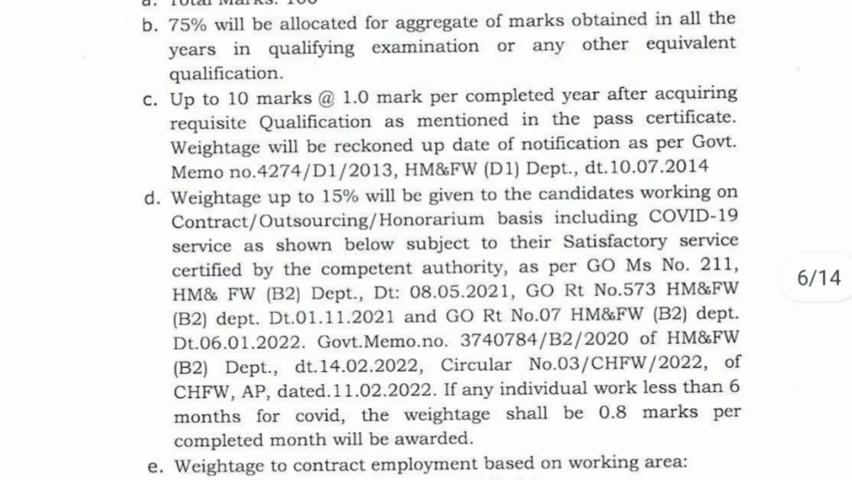 a. Total Marks: 100
b. 75% will be allocated for aggregate of marks obtained in all the
years in qualifying examination or any other equivalent
qualification.
c. Up to 10 marks @ 1.0 mark per completed year after acquiring
requisite Qualification as mentioned in the pass certificate.
Weightage will be reckoned up date of notification as per Govt.
Memo no.4274/D1/2013, HM&FW (D1) Dept., dt.10.07.2014
d. Weightage up to 15% will be given to the candidates working on
Contract/Outsourcing/Honorarium basis including COVID-19
service as shown below subject to their Satisfactory service
certified by the competent authority, as per GO Ms No. 211,
HM& FW (B2) Dept., Dt: 08.05.2021, GO Rt No.573 HM&FW
(B2) dept. Dt.01.11.2021 and GO Rt No.07 HM&FW (B2) dept.
Dt.06.01.2022. Govt.Memo.no. 3740784/B2/2020 of HM&FW
(B2) Dept., dt.14.02.2022, Circular No.03/CHFW/2022, of
CHFW, AP, dated.11.02.2022. If any individual work less than 6
months for covid, the weightage shall be 0.8 marks per
completed month will be awarded.
e. Weightage to contract employment based on working area:
6/14